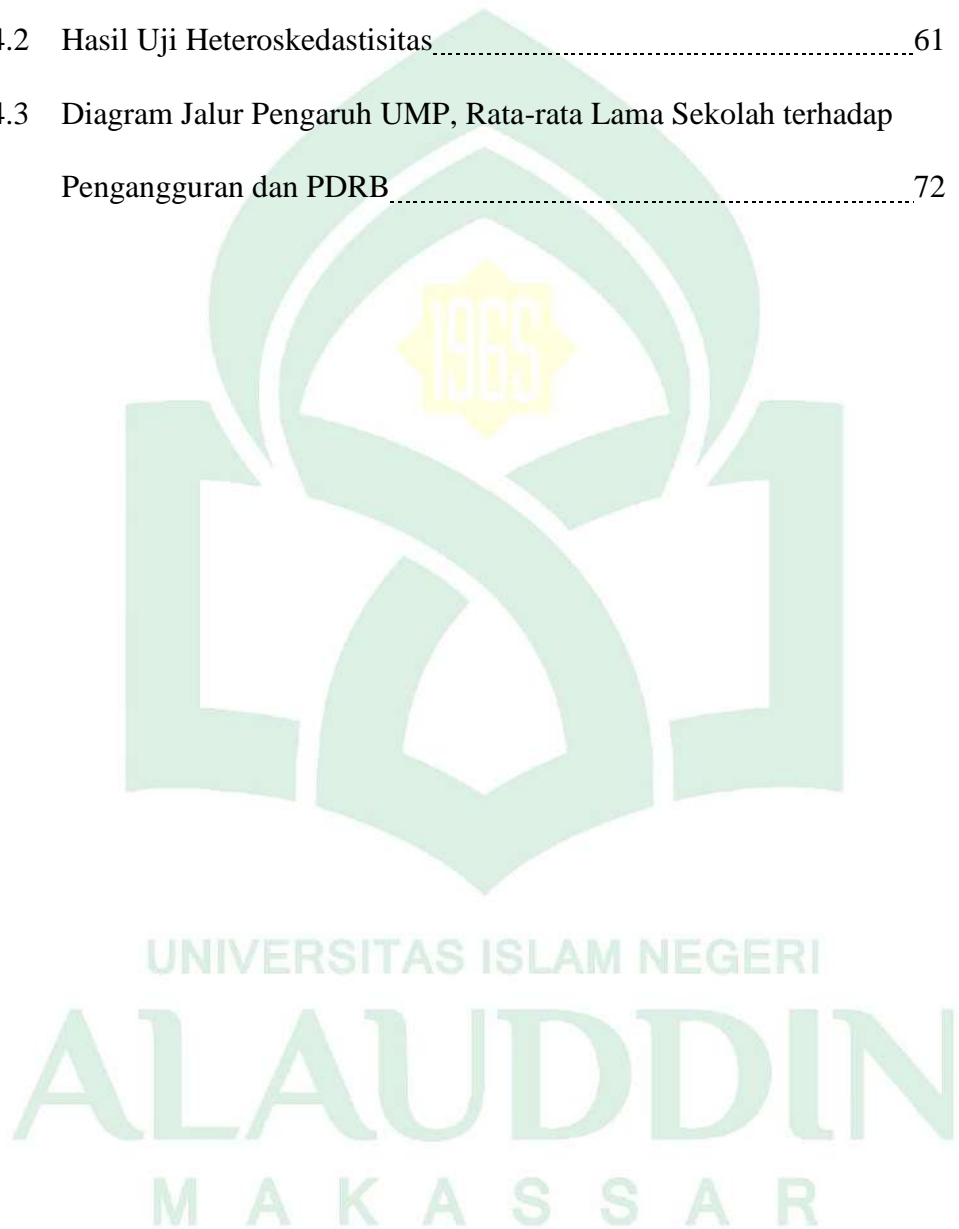 4.2 Hasil Uji Heteroskedastisitas 61
4.3 Diagram Jalur Pengaruh UMP, Rata-rata Lama Sekolah terhadap
Pengangguran dan PDRB 72
1965
UNIVERSITAS ISLAM NEGERI
ALAUDDIN
MAKASSAR